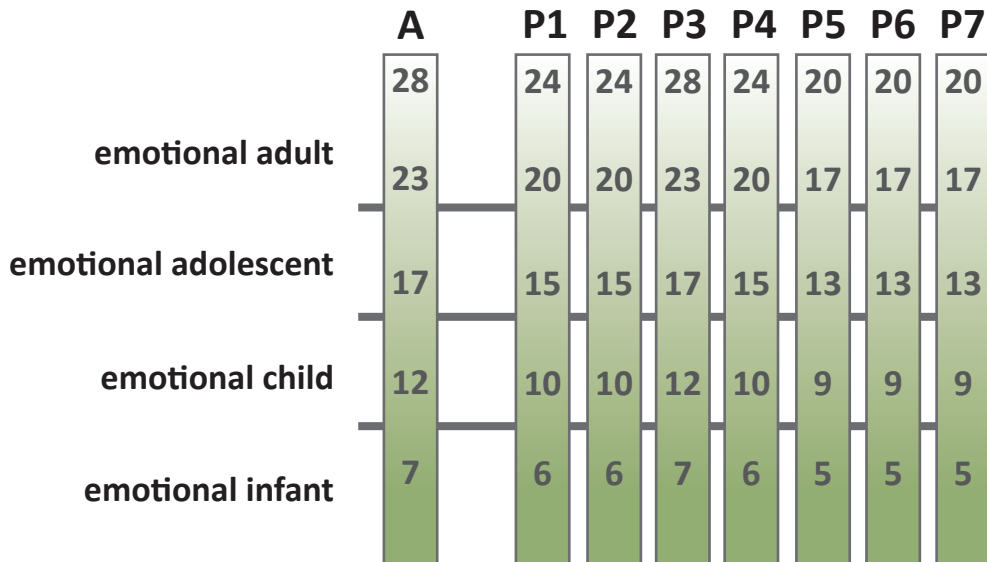 A P1 P2 P3 P4 P5 P6 P7
28 24 24 28 24 20 20 20
emotional adult
23 20 20 23 20 17 17 17
emotional adolescent
17 15 15 17 15 13 13 13
emotional child
12 10 10 12 10 9 9 9
7 6 6 7 6 5 5 5
emotional infant